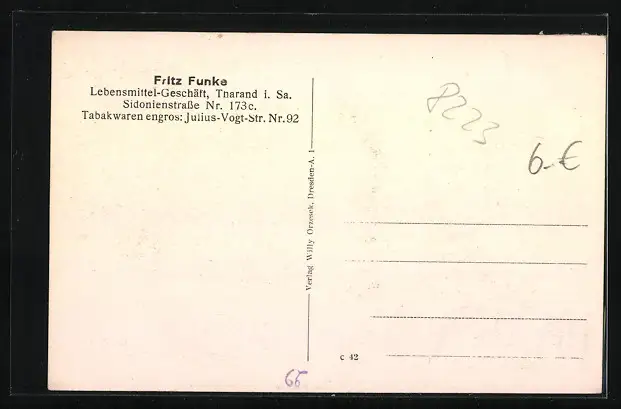 Fritz Funke
Lebensmittel-Geschäft, Tharand i. Sa.
Sidonienstraße Nr. 173c.
Tabakwaren engros: Julius-Vogt-Str. Nr. 92
Verlag Willy Orzesek, Dresden-A. 1
8223
6.-€
c 42
65